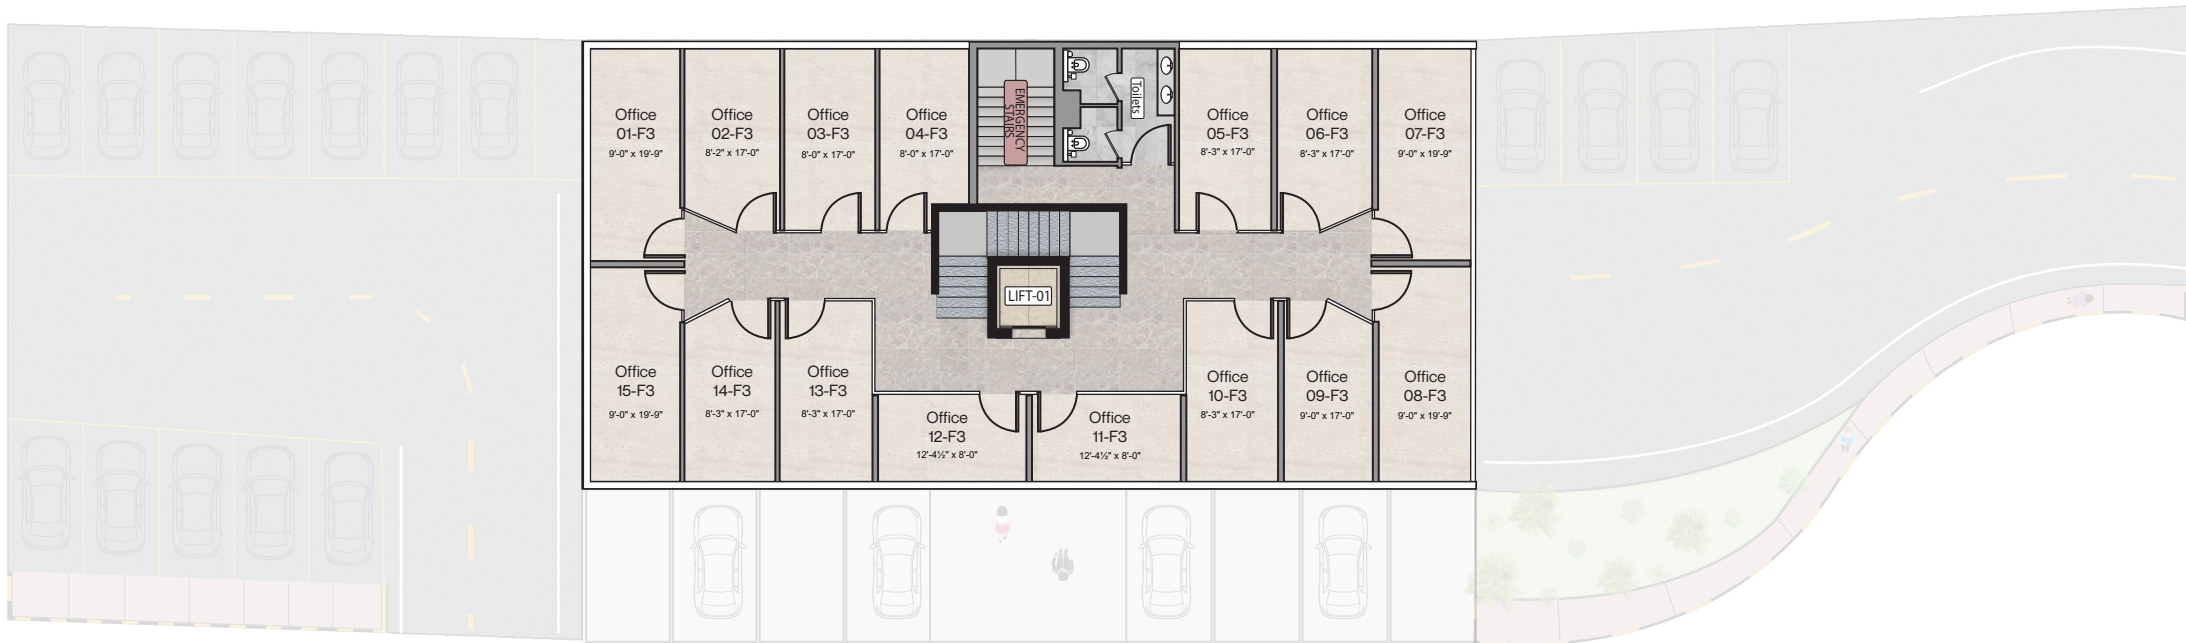 Office
01-F3
9'-0" x 19'-9"
Office
02-F3
8'-2" x 17'-0"
Office
03-F3
8'-0" x 17'-0"
Office
04-F3
8'-0" x 17'-0"
EMERGENCY
STAIRS
Toilets
Office
05-F3
8'-3" x 17'-0"
Office
06-F3
8'-3" x 17'-0"
Office
07-F3
9'-0" x 19'-9"
LIFT-01
Office
15-F3
9'-0" x 19'-9"
Office
14-F3
8'-3" x 17'-0"
Office
13-F3
8'-3" x 17'-0"
Office
12-F3
12'-4½" x 8'-0"
Office
11-F3
12'-4½" x 8'-0"
Office
10-F3
8'-3" x 17'-0"
Office
09-F3
9'-0" x 17'-0"
Office
08-F3
9'-0" x 19'-9"